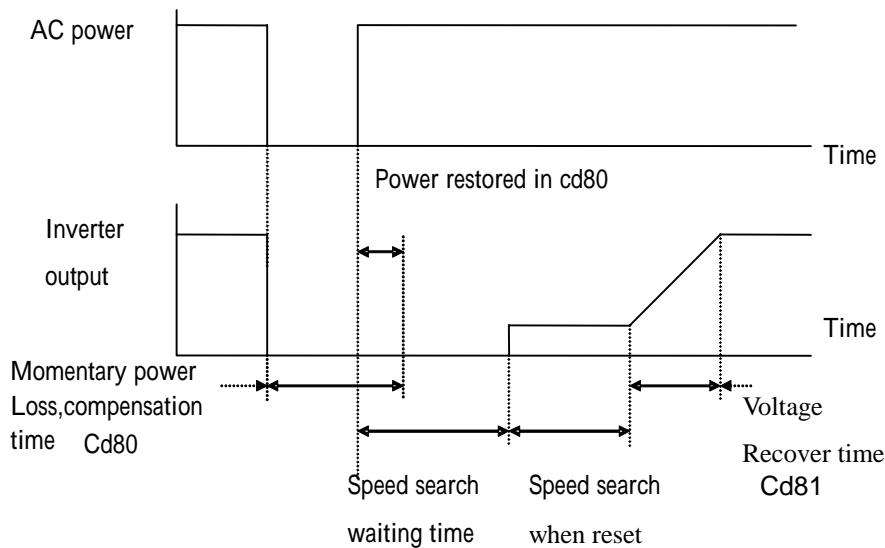 AC power
Time
Power restored in cd80
Inverter
output
Time
Momentary power
Loss,compensation
time Cd80
Voltage
Recover time
Cd81
Speed search
waiting time
Speed search
when reset